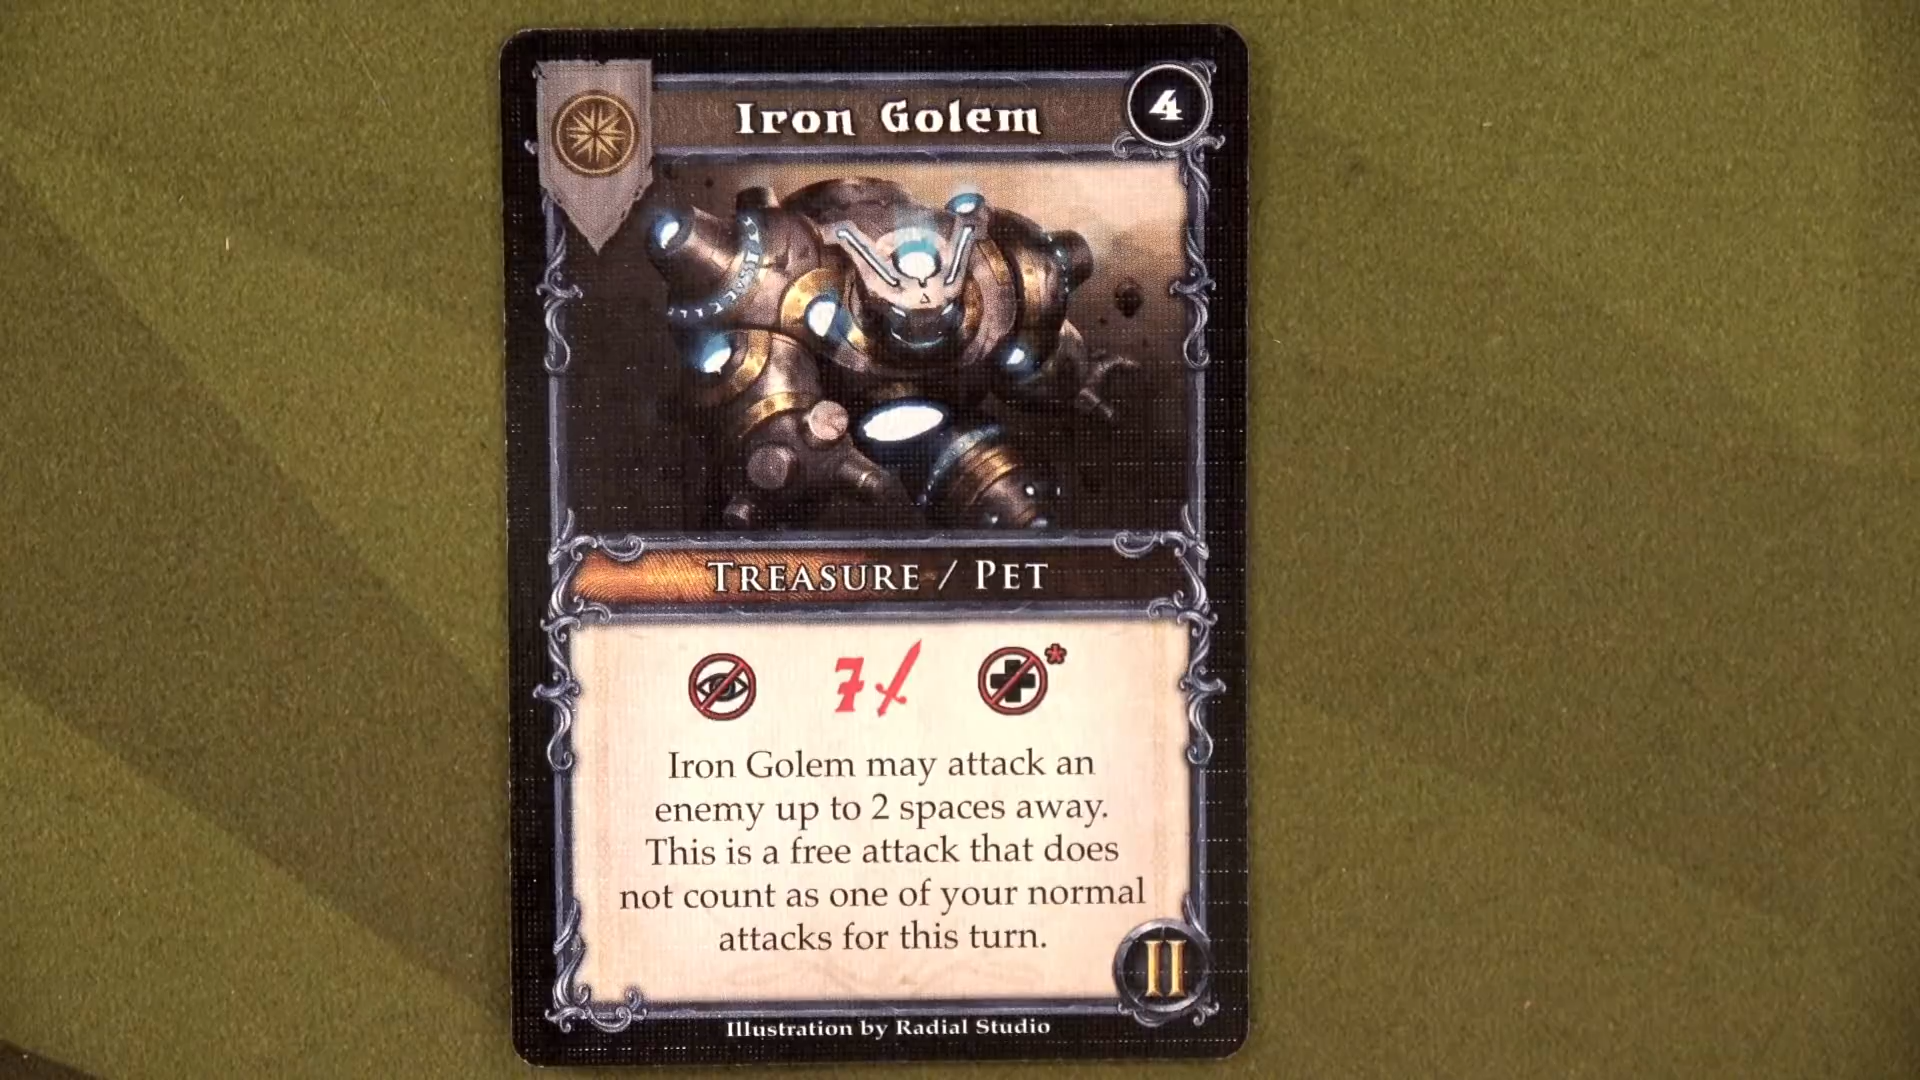 Iron Golem
4
TREASURE / PET
7
*
Iron Golem may attack an
enemy up to 2 spaces away.
This is a free attack that does
not count as one of your normal
attacks for this turn.
II
Illustration by Radial Studio